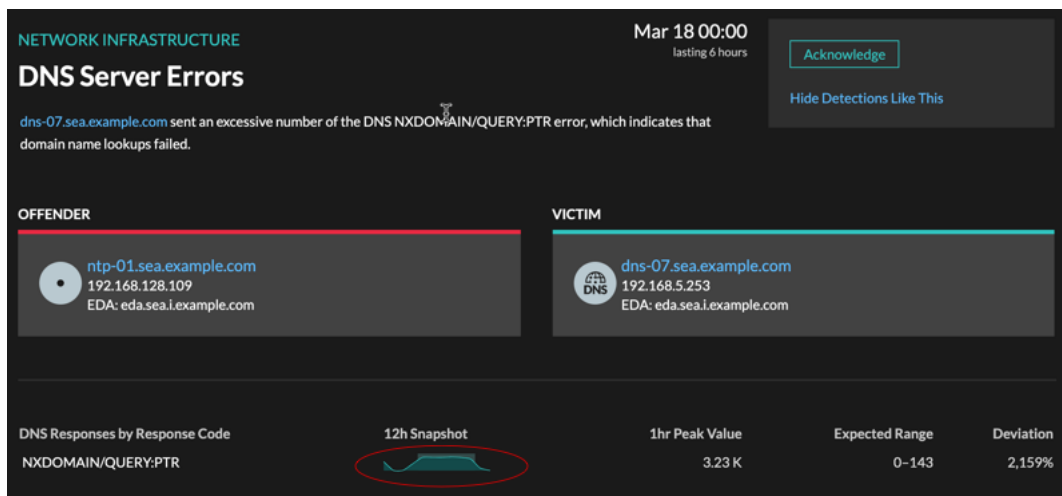 NETWORK INFRASTRUCTURE
Mar 18 00:00
lasting 6 hours
Acknowledge
Hide Detections Like This
DNS Server Errors
dns-07.sea.example.com sent an excessive number of the DNS NXDOMAIN/QUERY:PTR error, which indicates that
domain name lookups failed.
OFFENDER
ntp-01.sea.example.com
192.168.128.109
EDA: eda.sea.i.example.com
VICTIM
DNS
dns-07.sea.example.com
192.168.5.253
EDA: eda.sea.i.example.com
DNS Responses by Response Code 12h Snapshot 1hr Peak Value Expected Range Deviation
NXDOMAIN/QUERY:PTR 3.23 K 0–143 2,159%